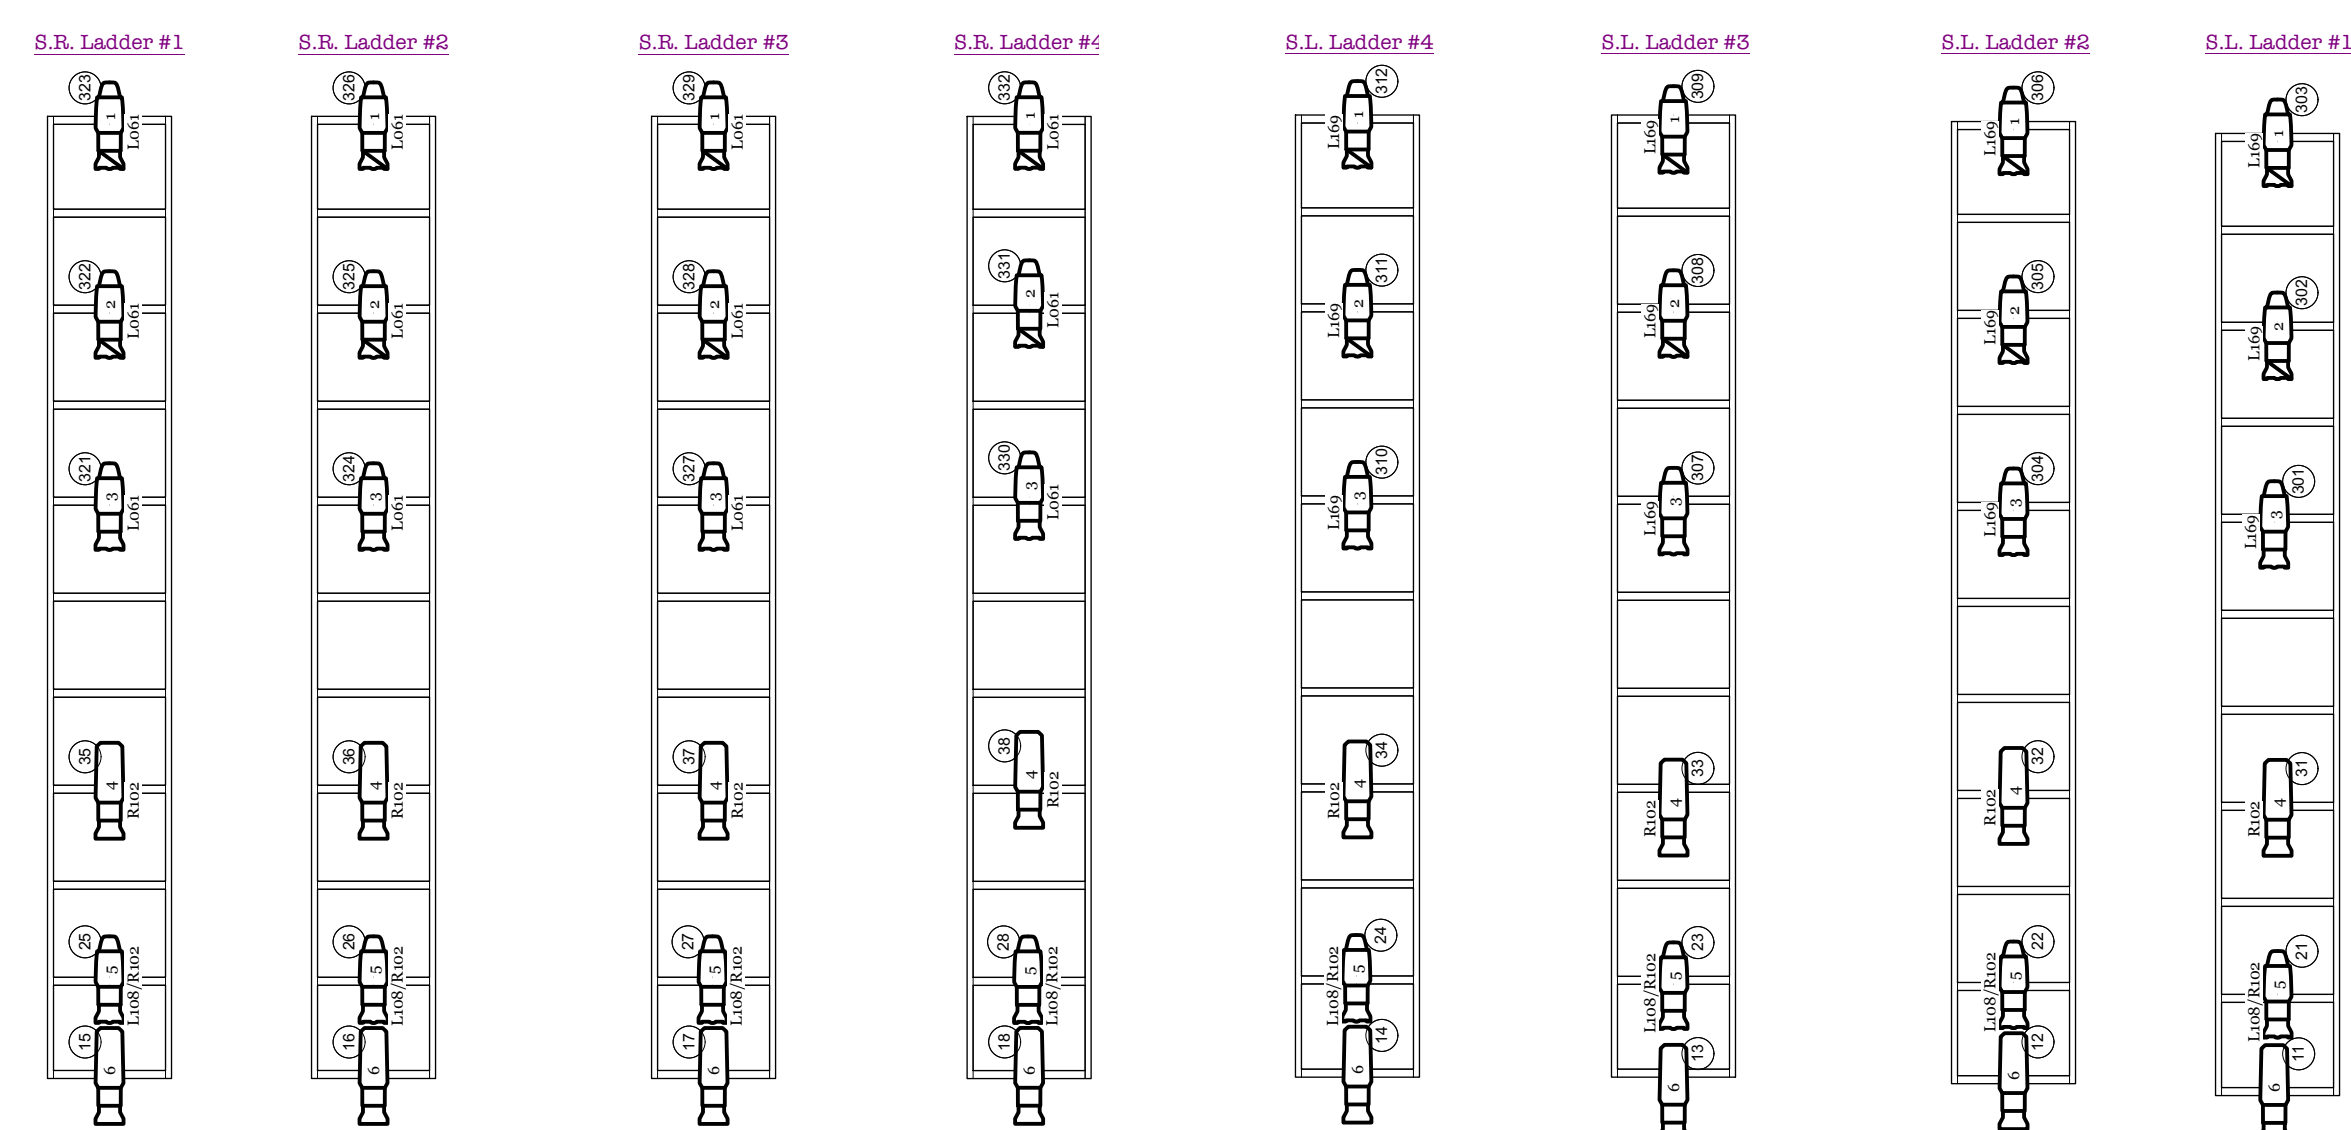 S.R. Ladder #1
323
1
L061
322
2
L061
321
3
L061
35
4
R102
25
5
L108/R102
15
6
S.R. Ladder #2
326
1
L061
325
2
L061
324
3
L061
36
4
R102
26
5
L108/R102
16
6
S.R. Ladder #3
329
1
L061
328
2
L061
327
3
L061
37
4
R102
27
5
L108/R102
17
6
S.R. Ladder #4
332
1
L061
331
2
L061
330
3
L061
38
4
R102
28
5
L108/R102
18
6
S.L. Ladder #4
312
1
L169
311
2
L169
310
3
L169
34
4
R102
24
5
L108/R102
14
6
S.L. Ladder #3
309
1
L169
308
2
L169
307
3
L169
33
4
R102
23
5
L108/R102
13
6
S.L. Ladder #2
306
1
L169
305
2
L169
304
3
L169
32
4
R102
22
5
L108/R102
12
6
S.L. Ladder #1
303
1
L169
302
2
L169
301
3
L169
31
4
R102
21
5
L108/R102
11
6